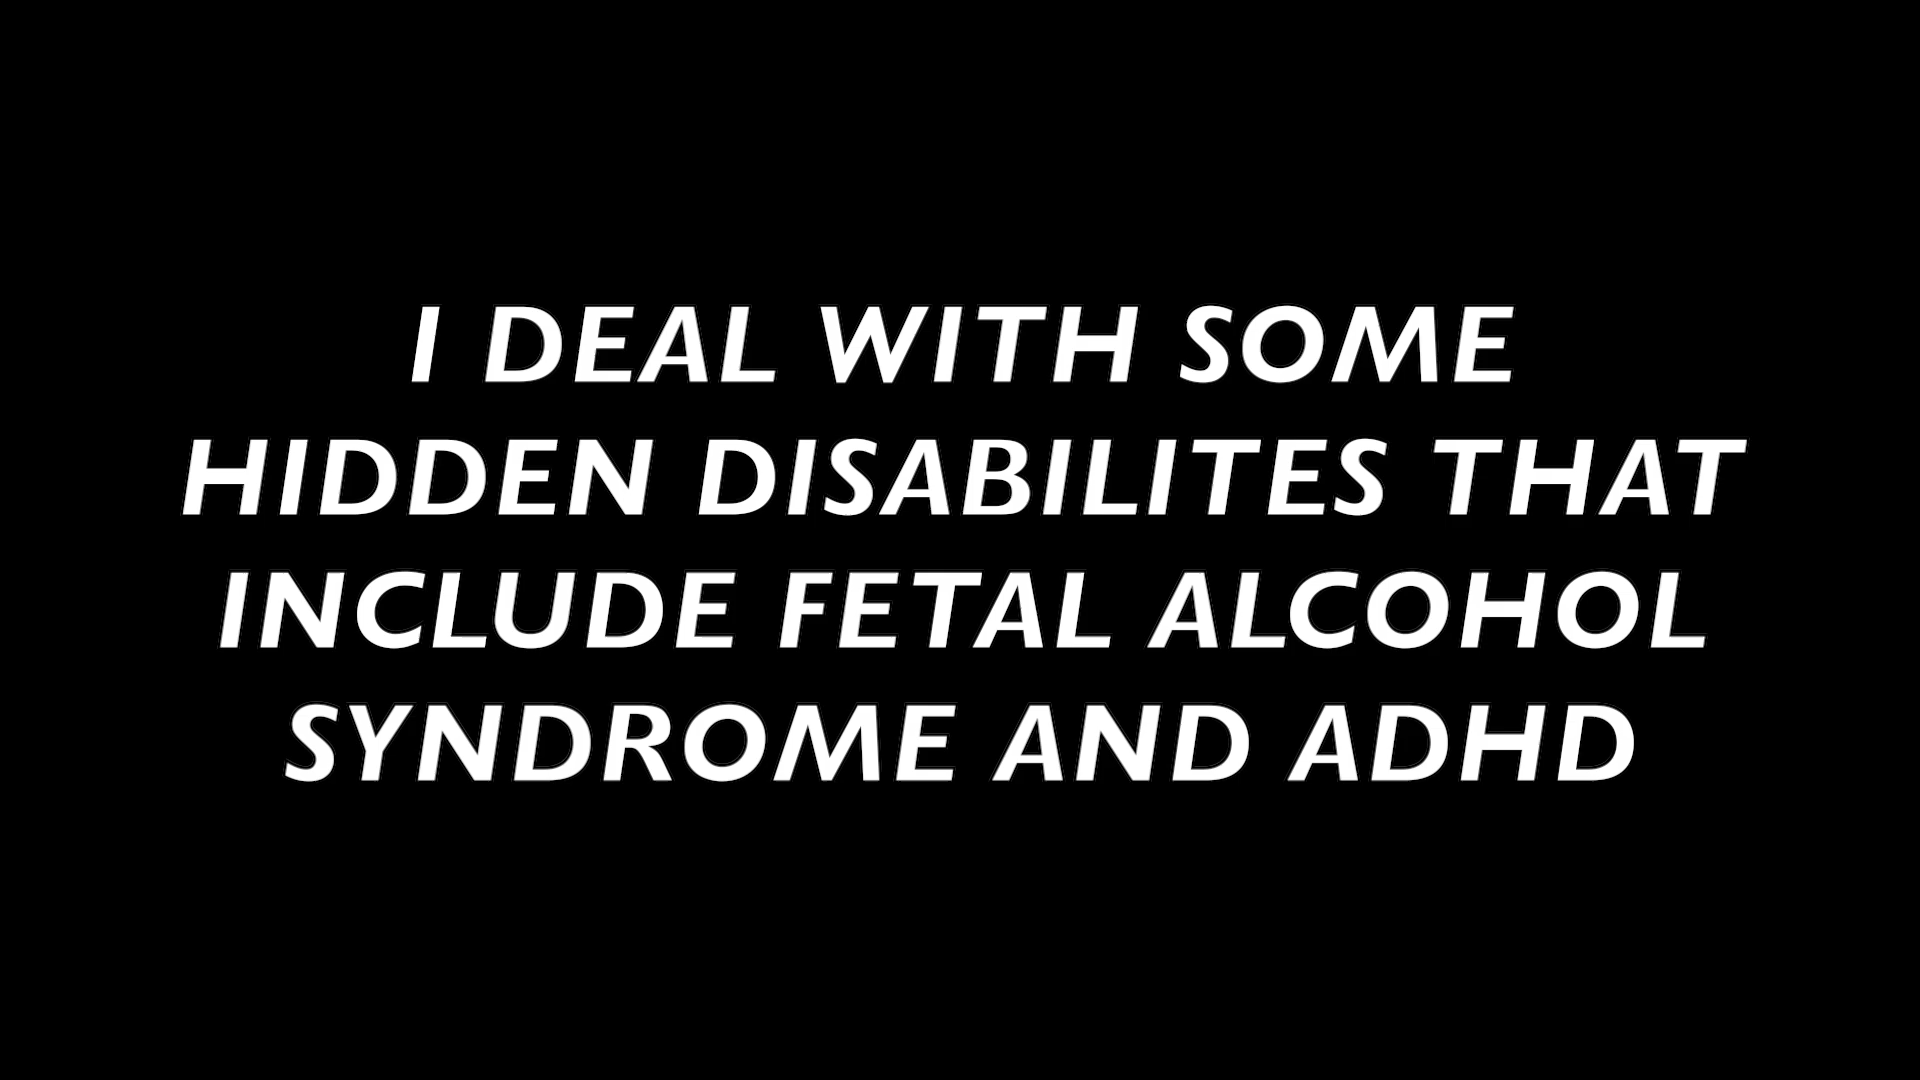 I DEAL WITH SOME
HIDDEN DISABILITES THAT
INCLUDE FETAL ALCOHOL
SYNDROME AND ADHD